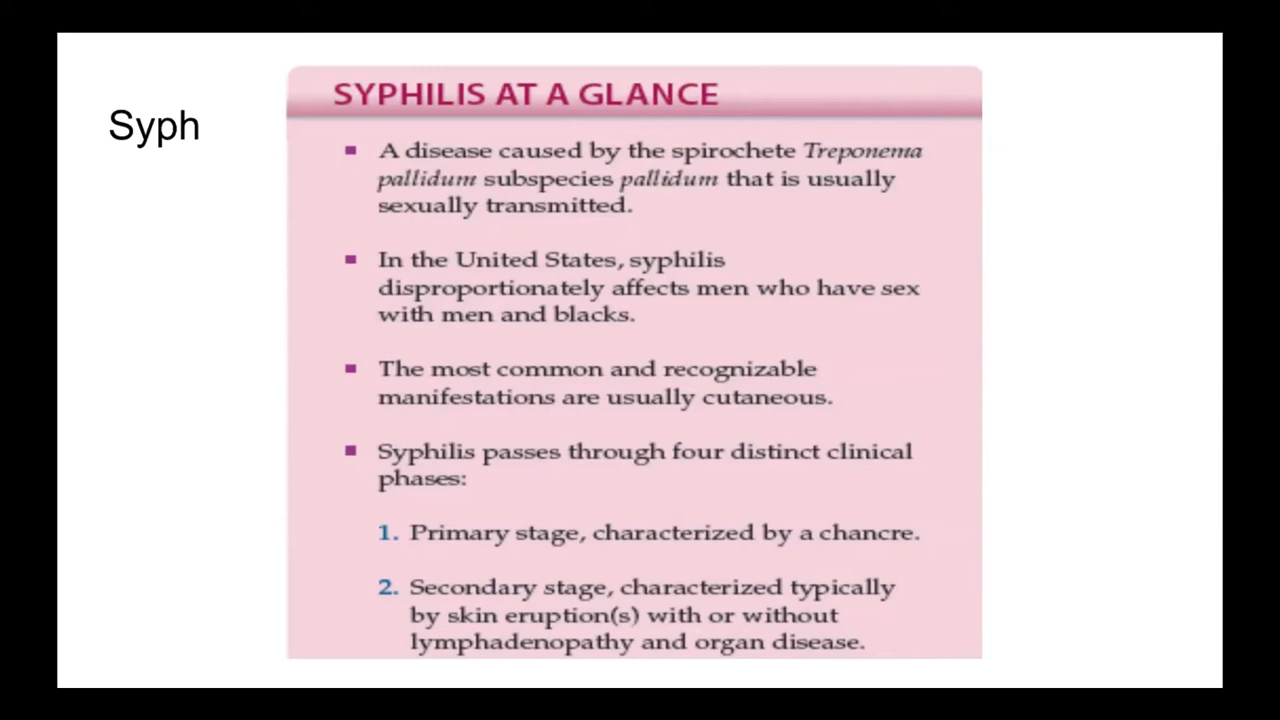 Syph
SYPHILIS AT A GLANCE
A disease caused by the spirochete Treponema
pallidum subspecies pallidum that is usually
sexually transmitted.
In the United States, syphilis
disproportionately affects men who have sex
with men and blacks.
The most common and recognizable
manifestations are usually cutaneous.
Syphilis passes through four distinct clinical
phases:
1. Primary stage, characterized by a chancre.
2. Secondary stage, characterized typically
by skin eruption(s) with or without
lymphadenopathy and organ disease.